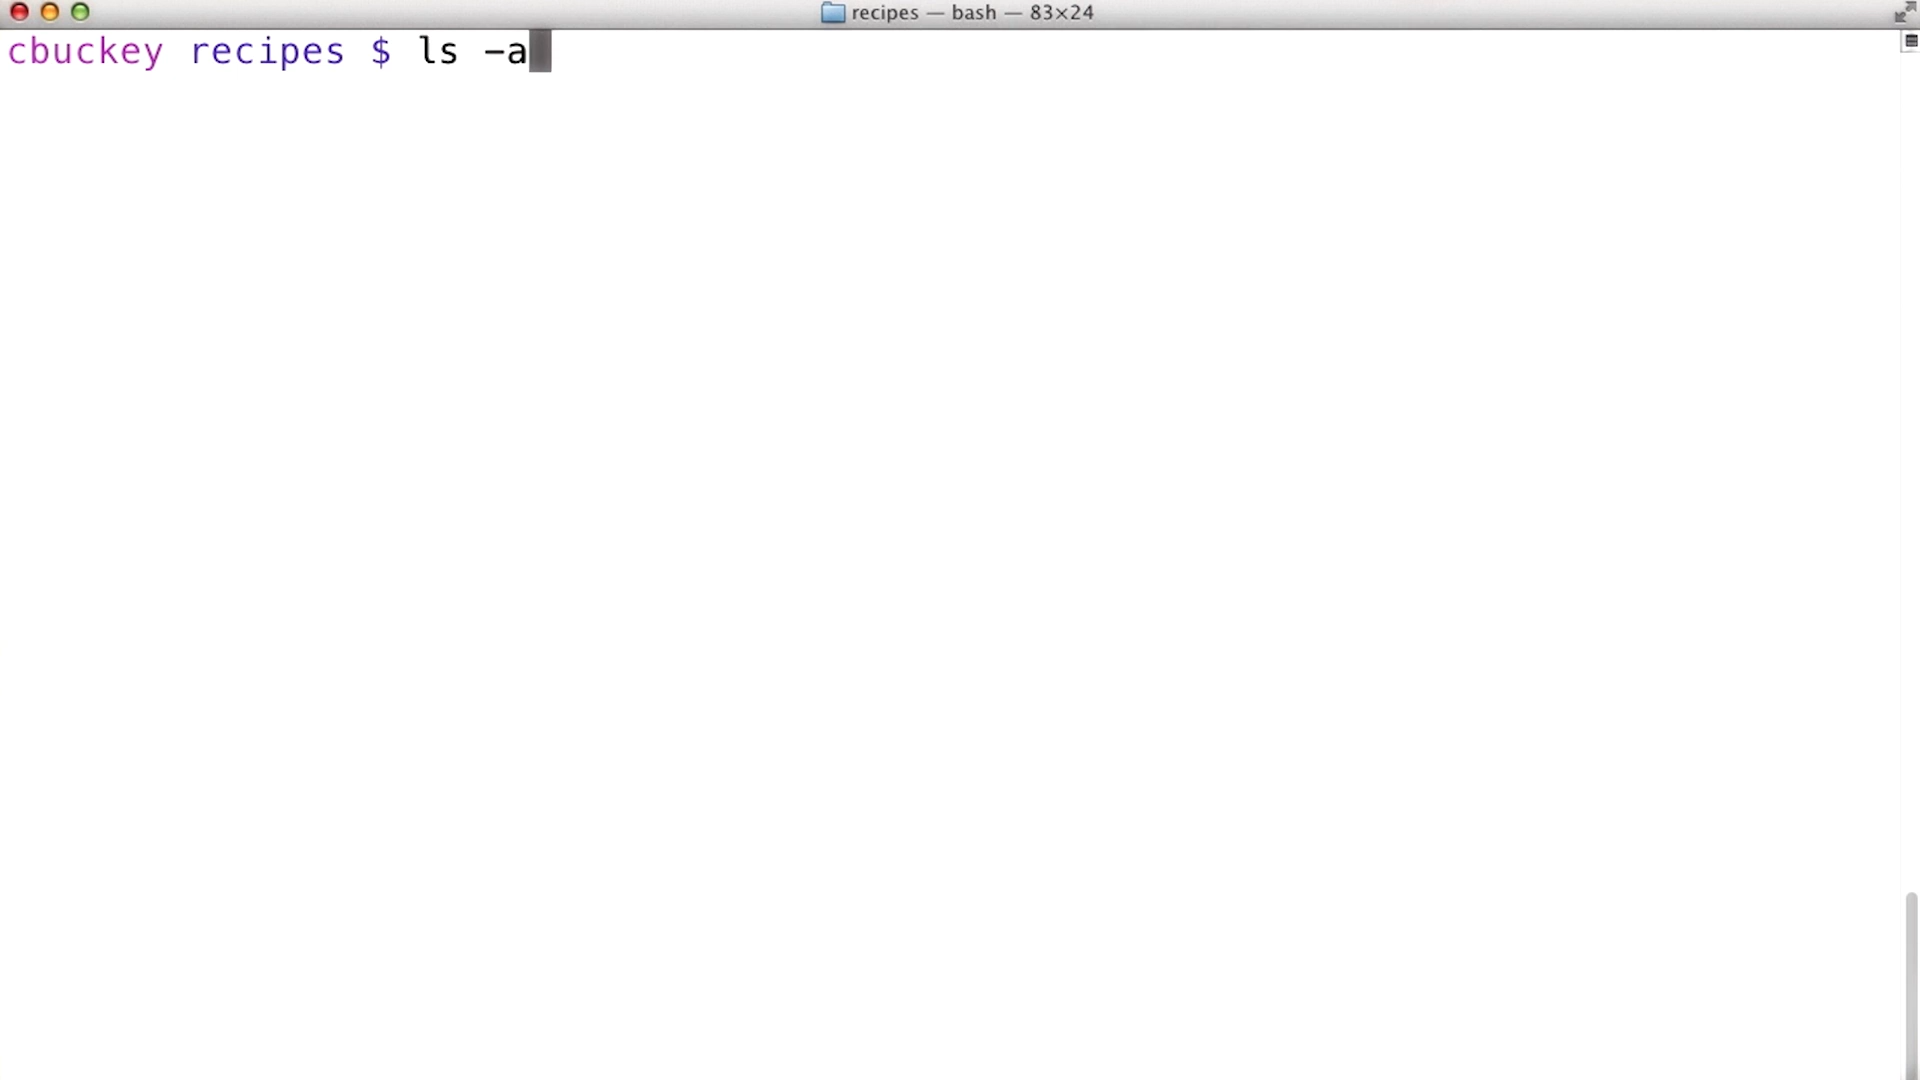 recipes — bash — 83×24
cbuckey recipes $ ls -a